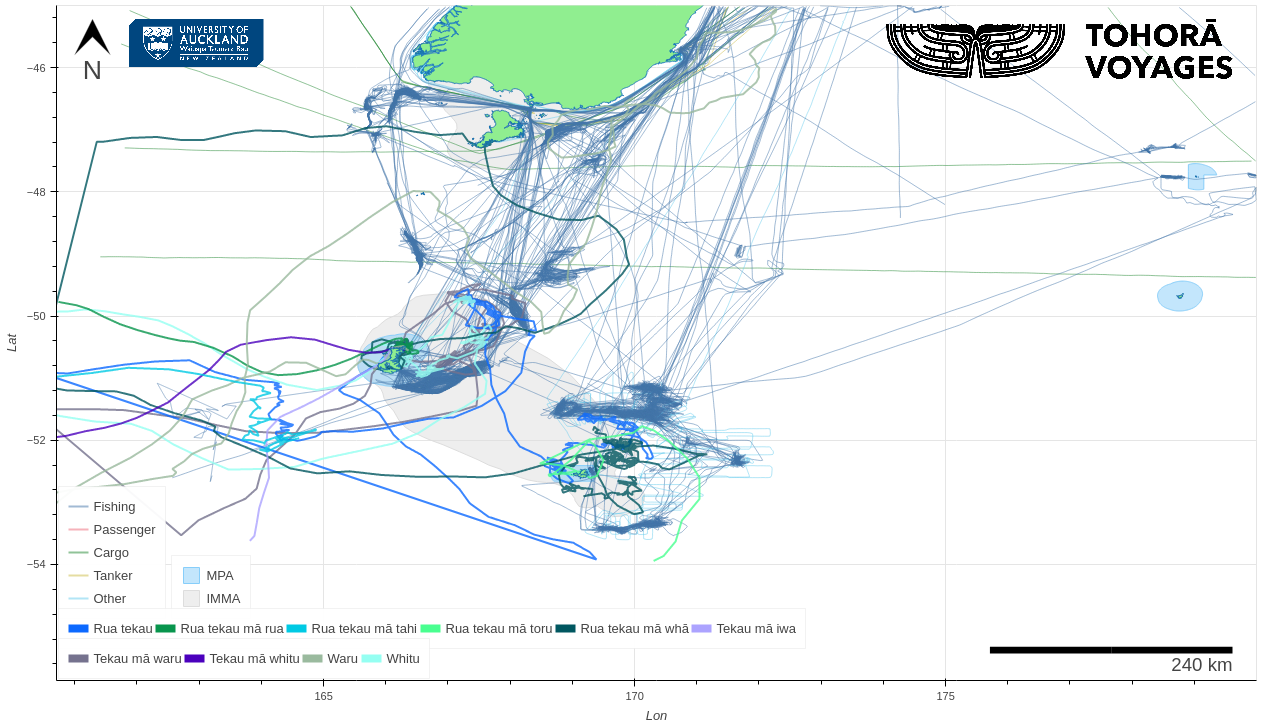 UNIVERSITY OF
AUCKLAND
Waipapa Taumata Rau
NEW ZEALAND
N
TOHORĀ
VOYAGES
−46
−48
−50
−52
−54
Lat
Fishing
Passenger
Cargo
Tanker
Other
MPA
IMMA
Rua tekau
Rua tekau mā rua
Rua tekau mā tahi
Rua tekau mā toru
Rua tekau mā whā
Tekau mā iwa
Tekau mā waru
Tekau mā whitu
Waru
Whitu
240 km
165
170
175
Lon